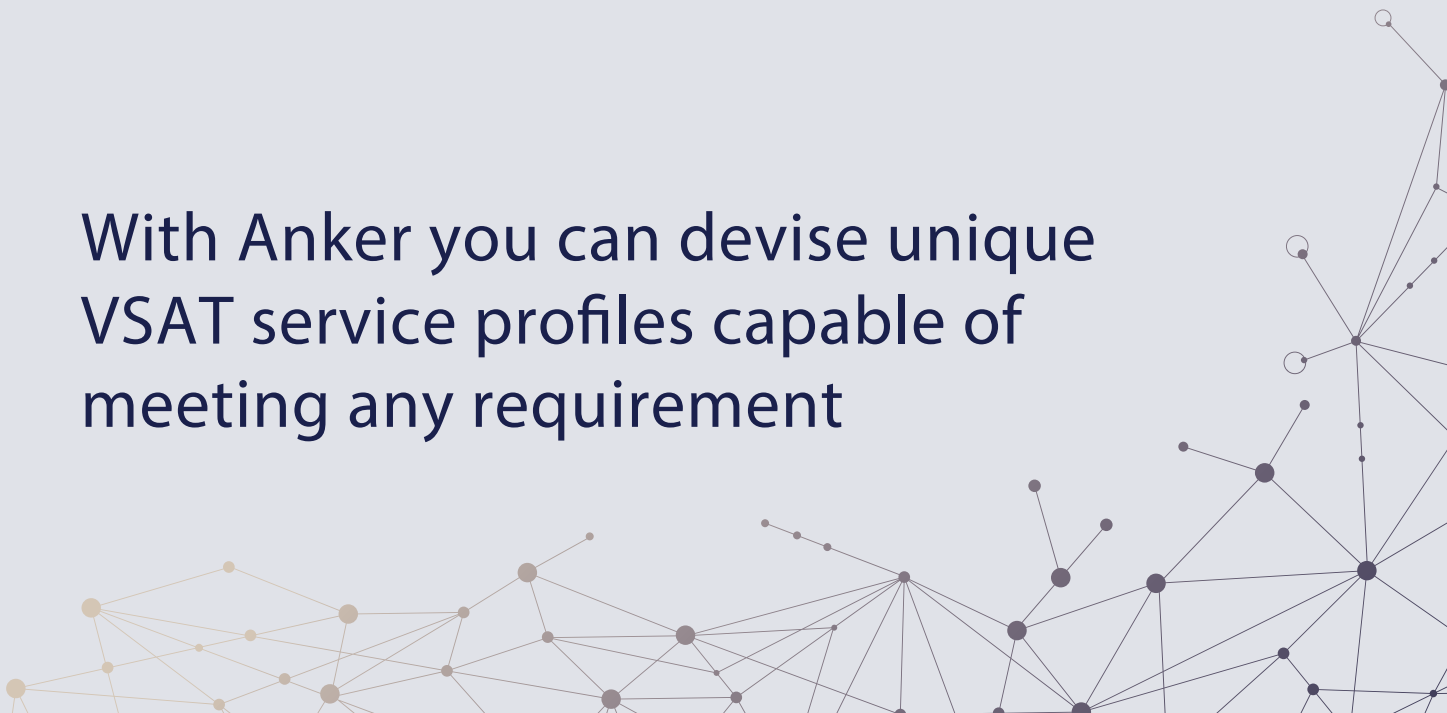 With Anker you can devise unique
VSAT service profiles capable of
meeting any requirement